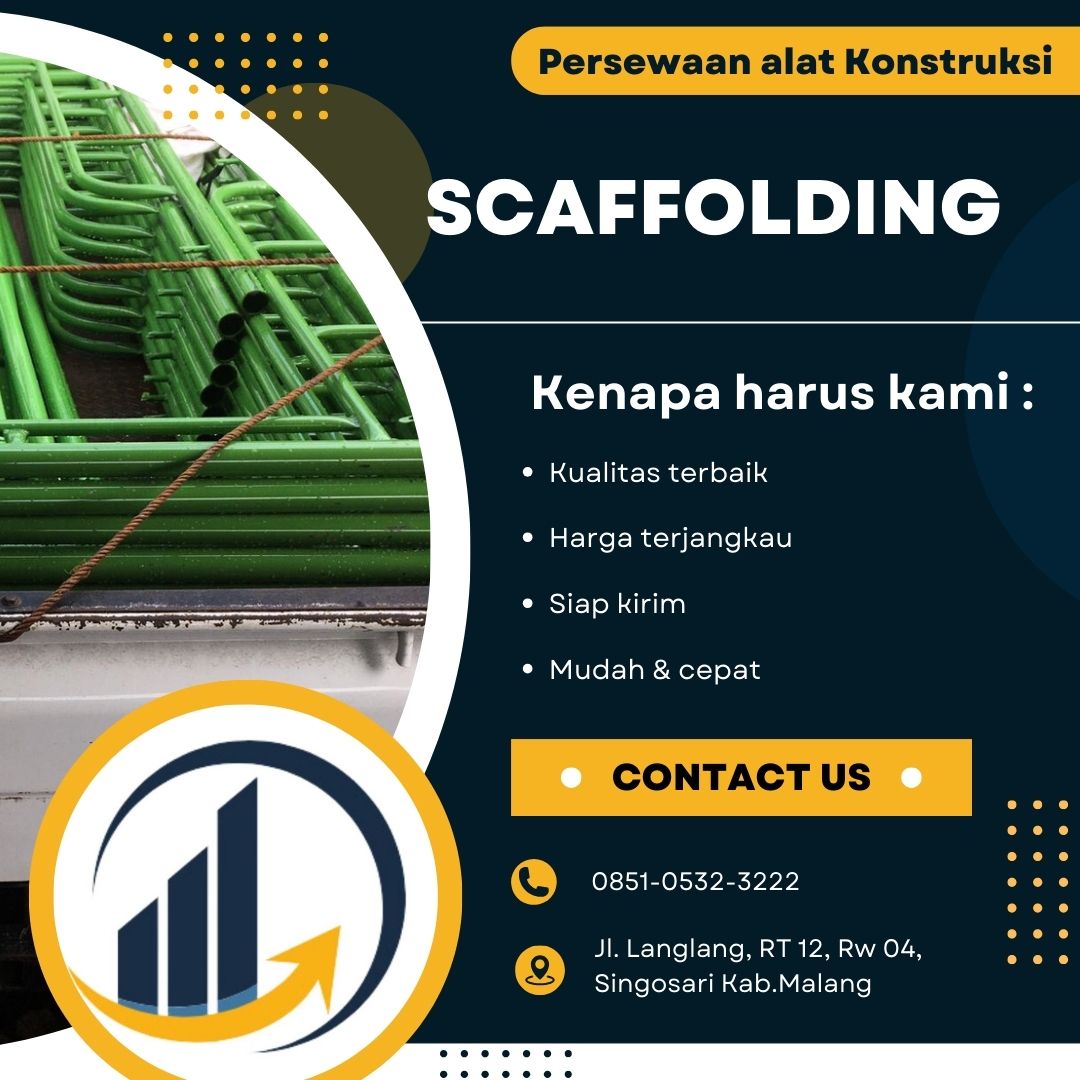 Persewaan alat Konstruksi
SCAFFOLDING
Kenapa harus kami :
• Kualitas terbaik
• Harga terjangkau
• Siap kirim
• Mudah & cepat
CONTACT US
0851-0532-3222
Jl. Langlang, RT 12, Rw 04,
Singosari Kab.Malang